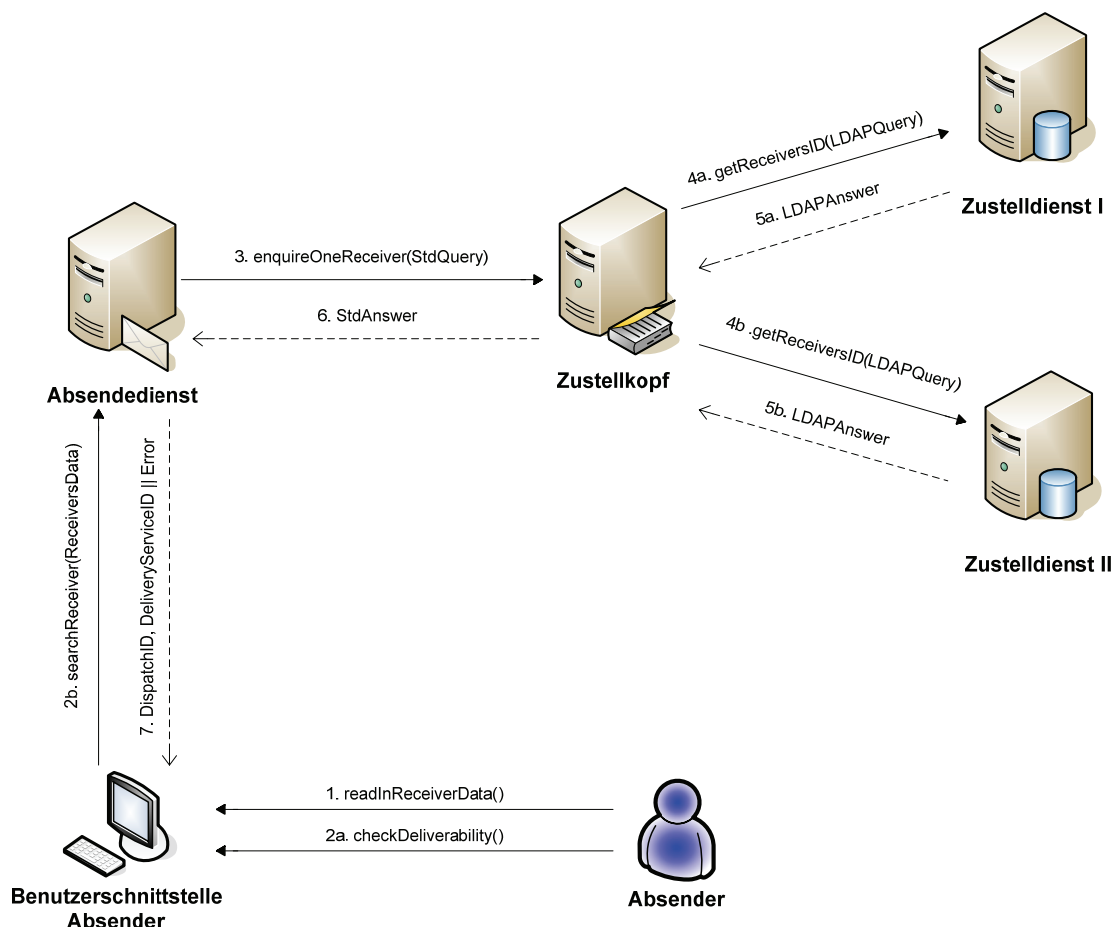 4a. getReceiversID(LDAPQuery)
5a. LDAPAnswer
Zustelldienst I
3. enquireOneReceiver(StdQuery)
6. StdAnswer
Absendedienst
Zustellkopf
4b .getReceiversID(LDAPQuery)
5b. LDAPAnswer
Zustelldienst II
2b. searchReceiver(ReceiversData)
7. DispatchID, DeliveryServiceID || Error
1. readInReceiverData()
2a. checkDeliverability()
Benutzerschnittstelle
Absender
Absender